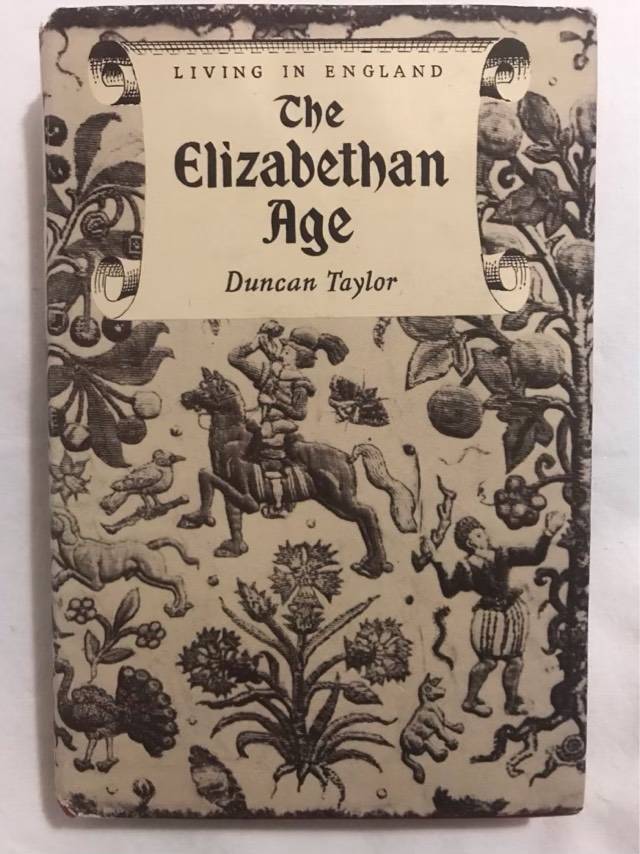 LIVING IN ENGLAND
The
Elizabethan
Age
Duncan Taylor